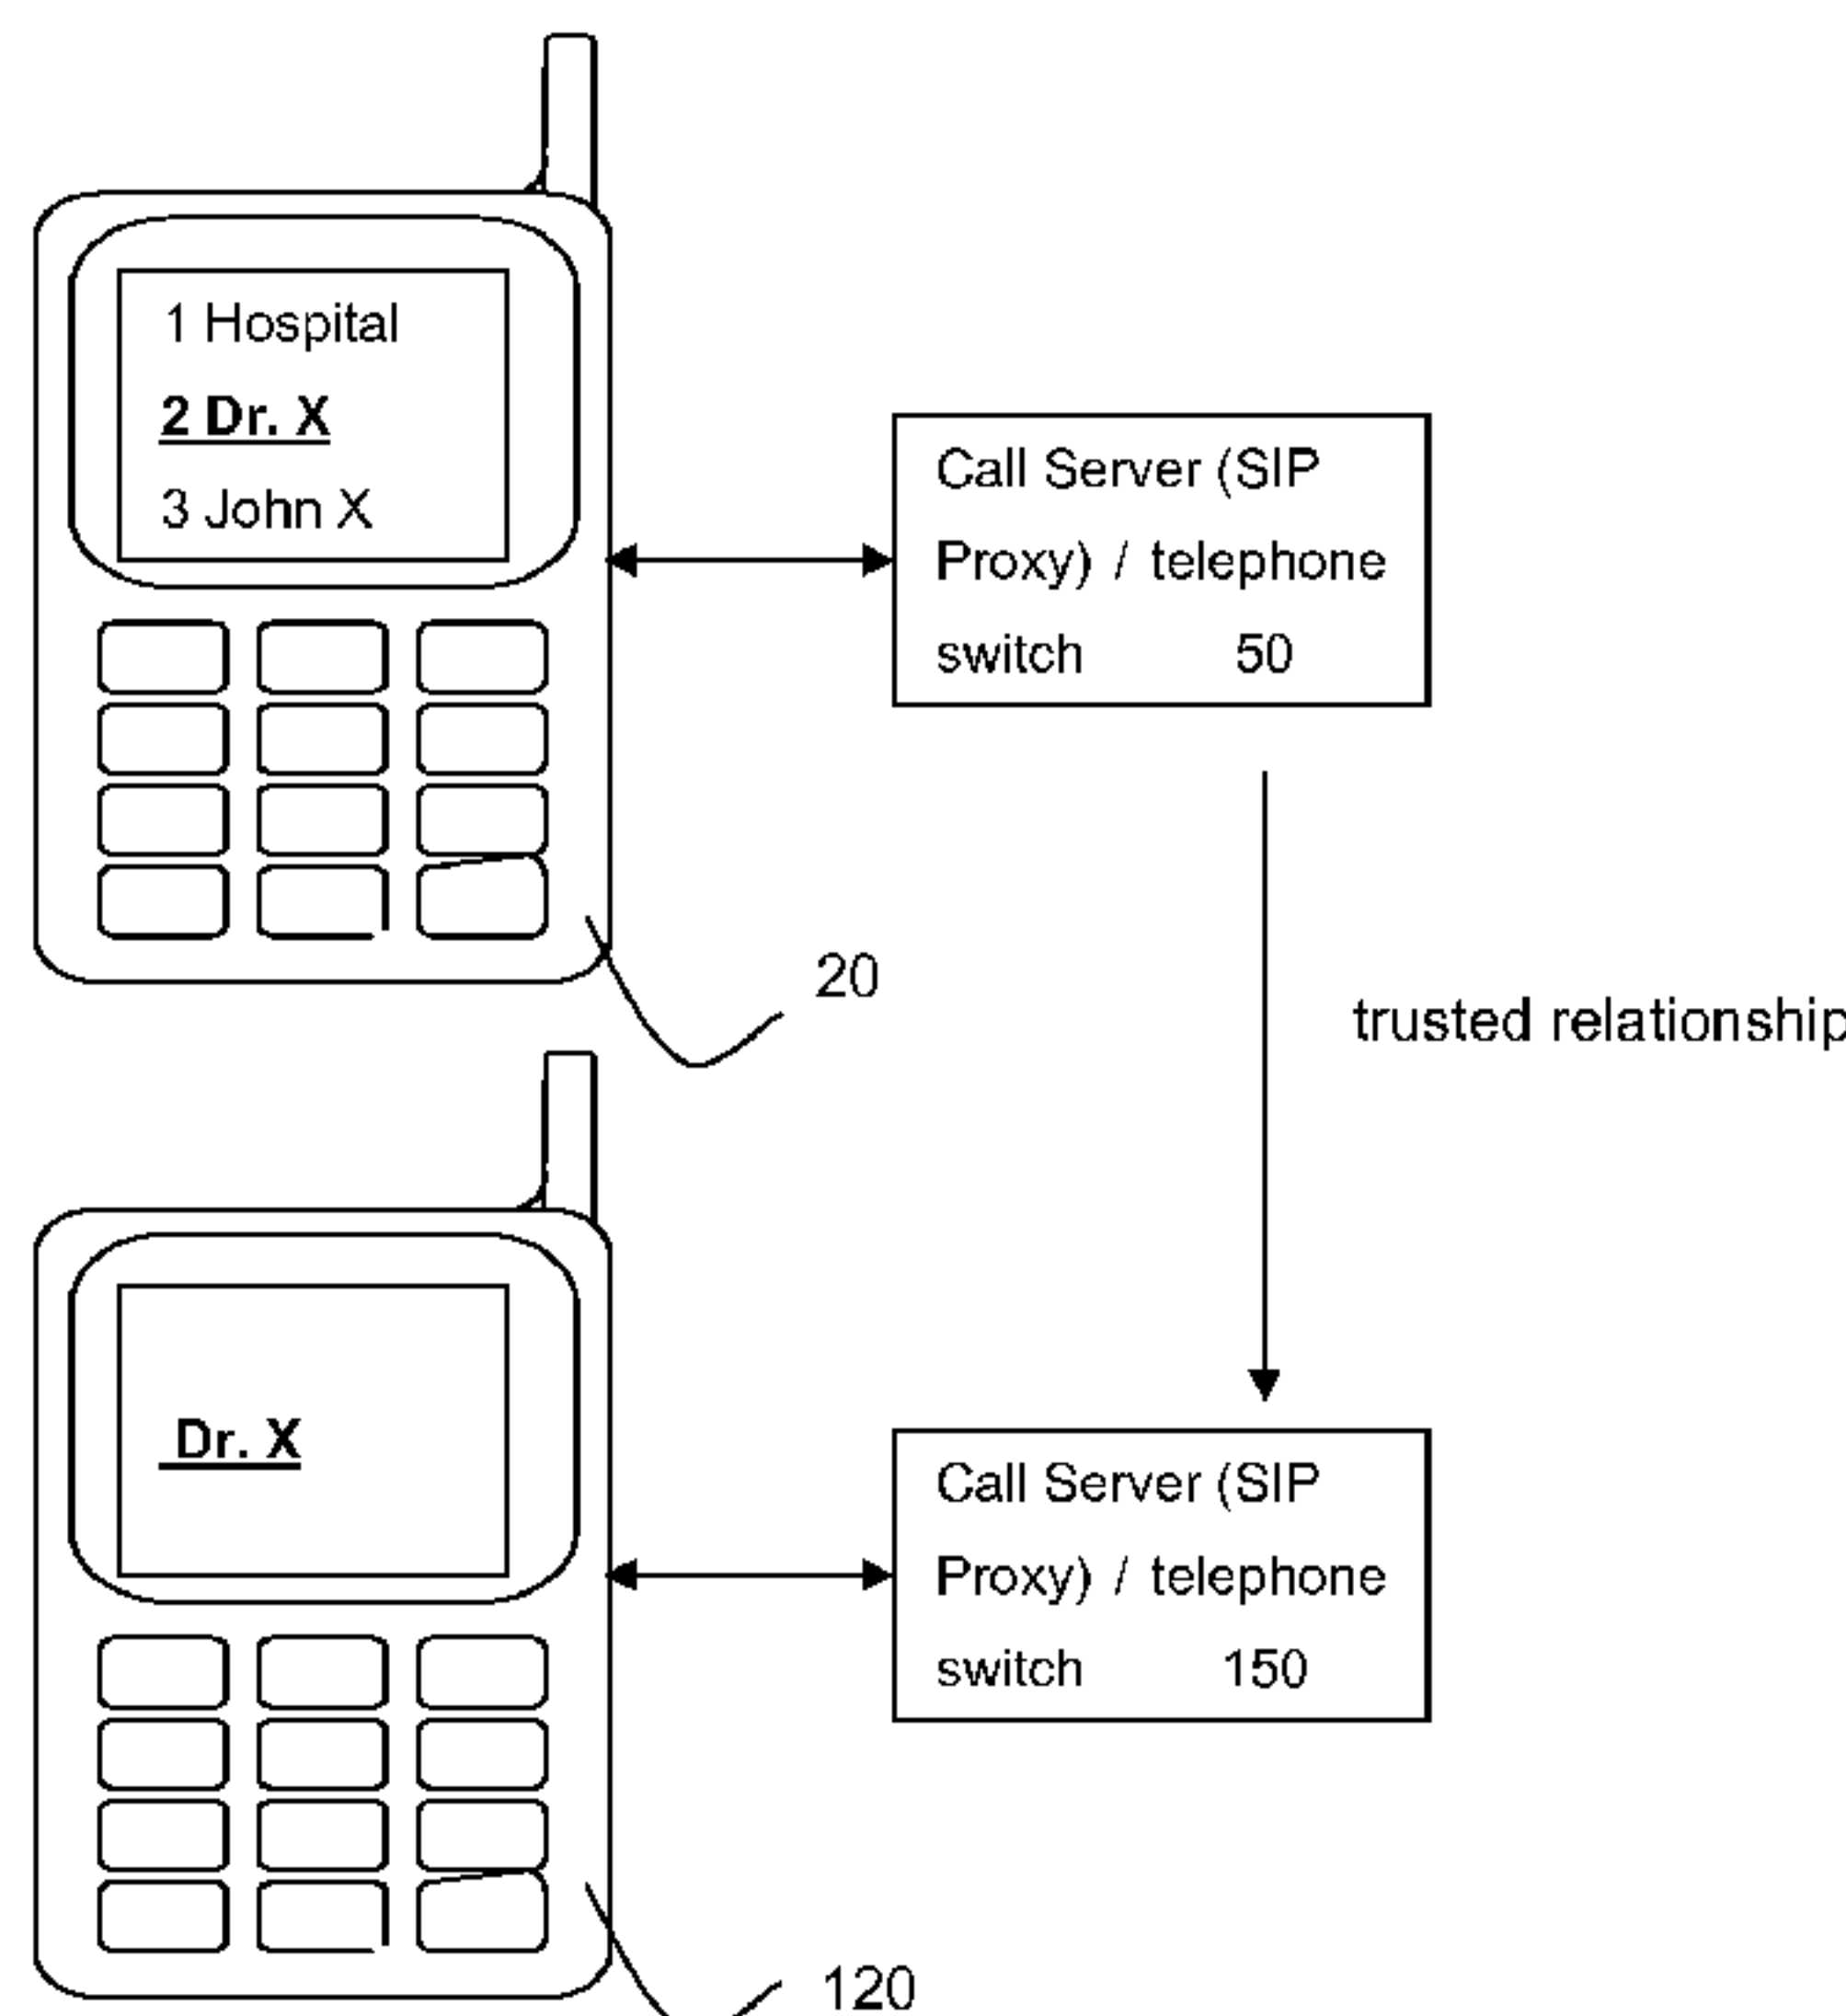 1 Hospital
2 Dr. X
3 John X
Call Server (SIP
Proxy) / telephone
switch 50
20
trusted relationship
Dr. X
Call Server (SIP
Proxy) / telephone
switch 150
120